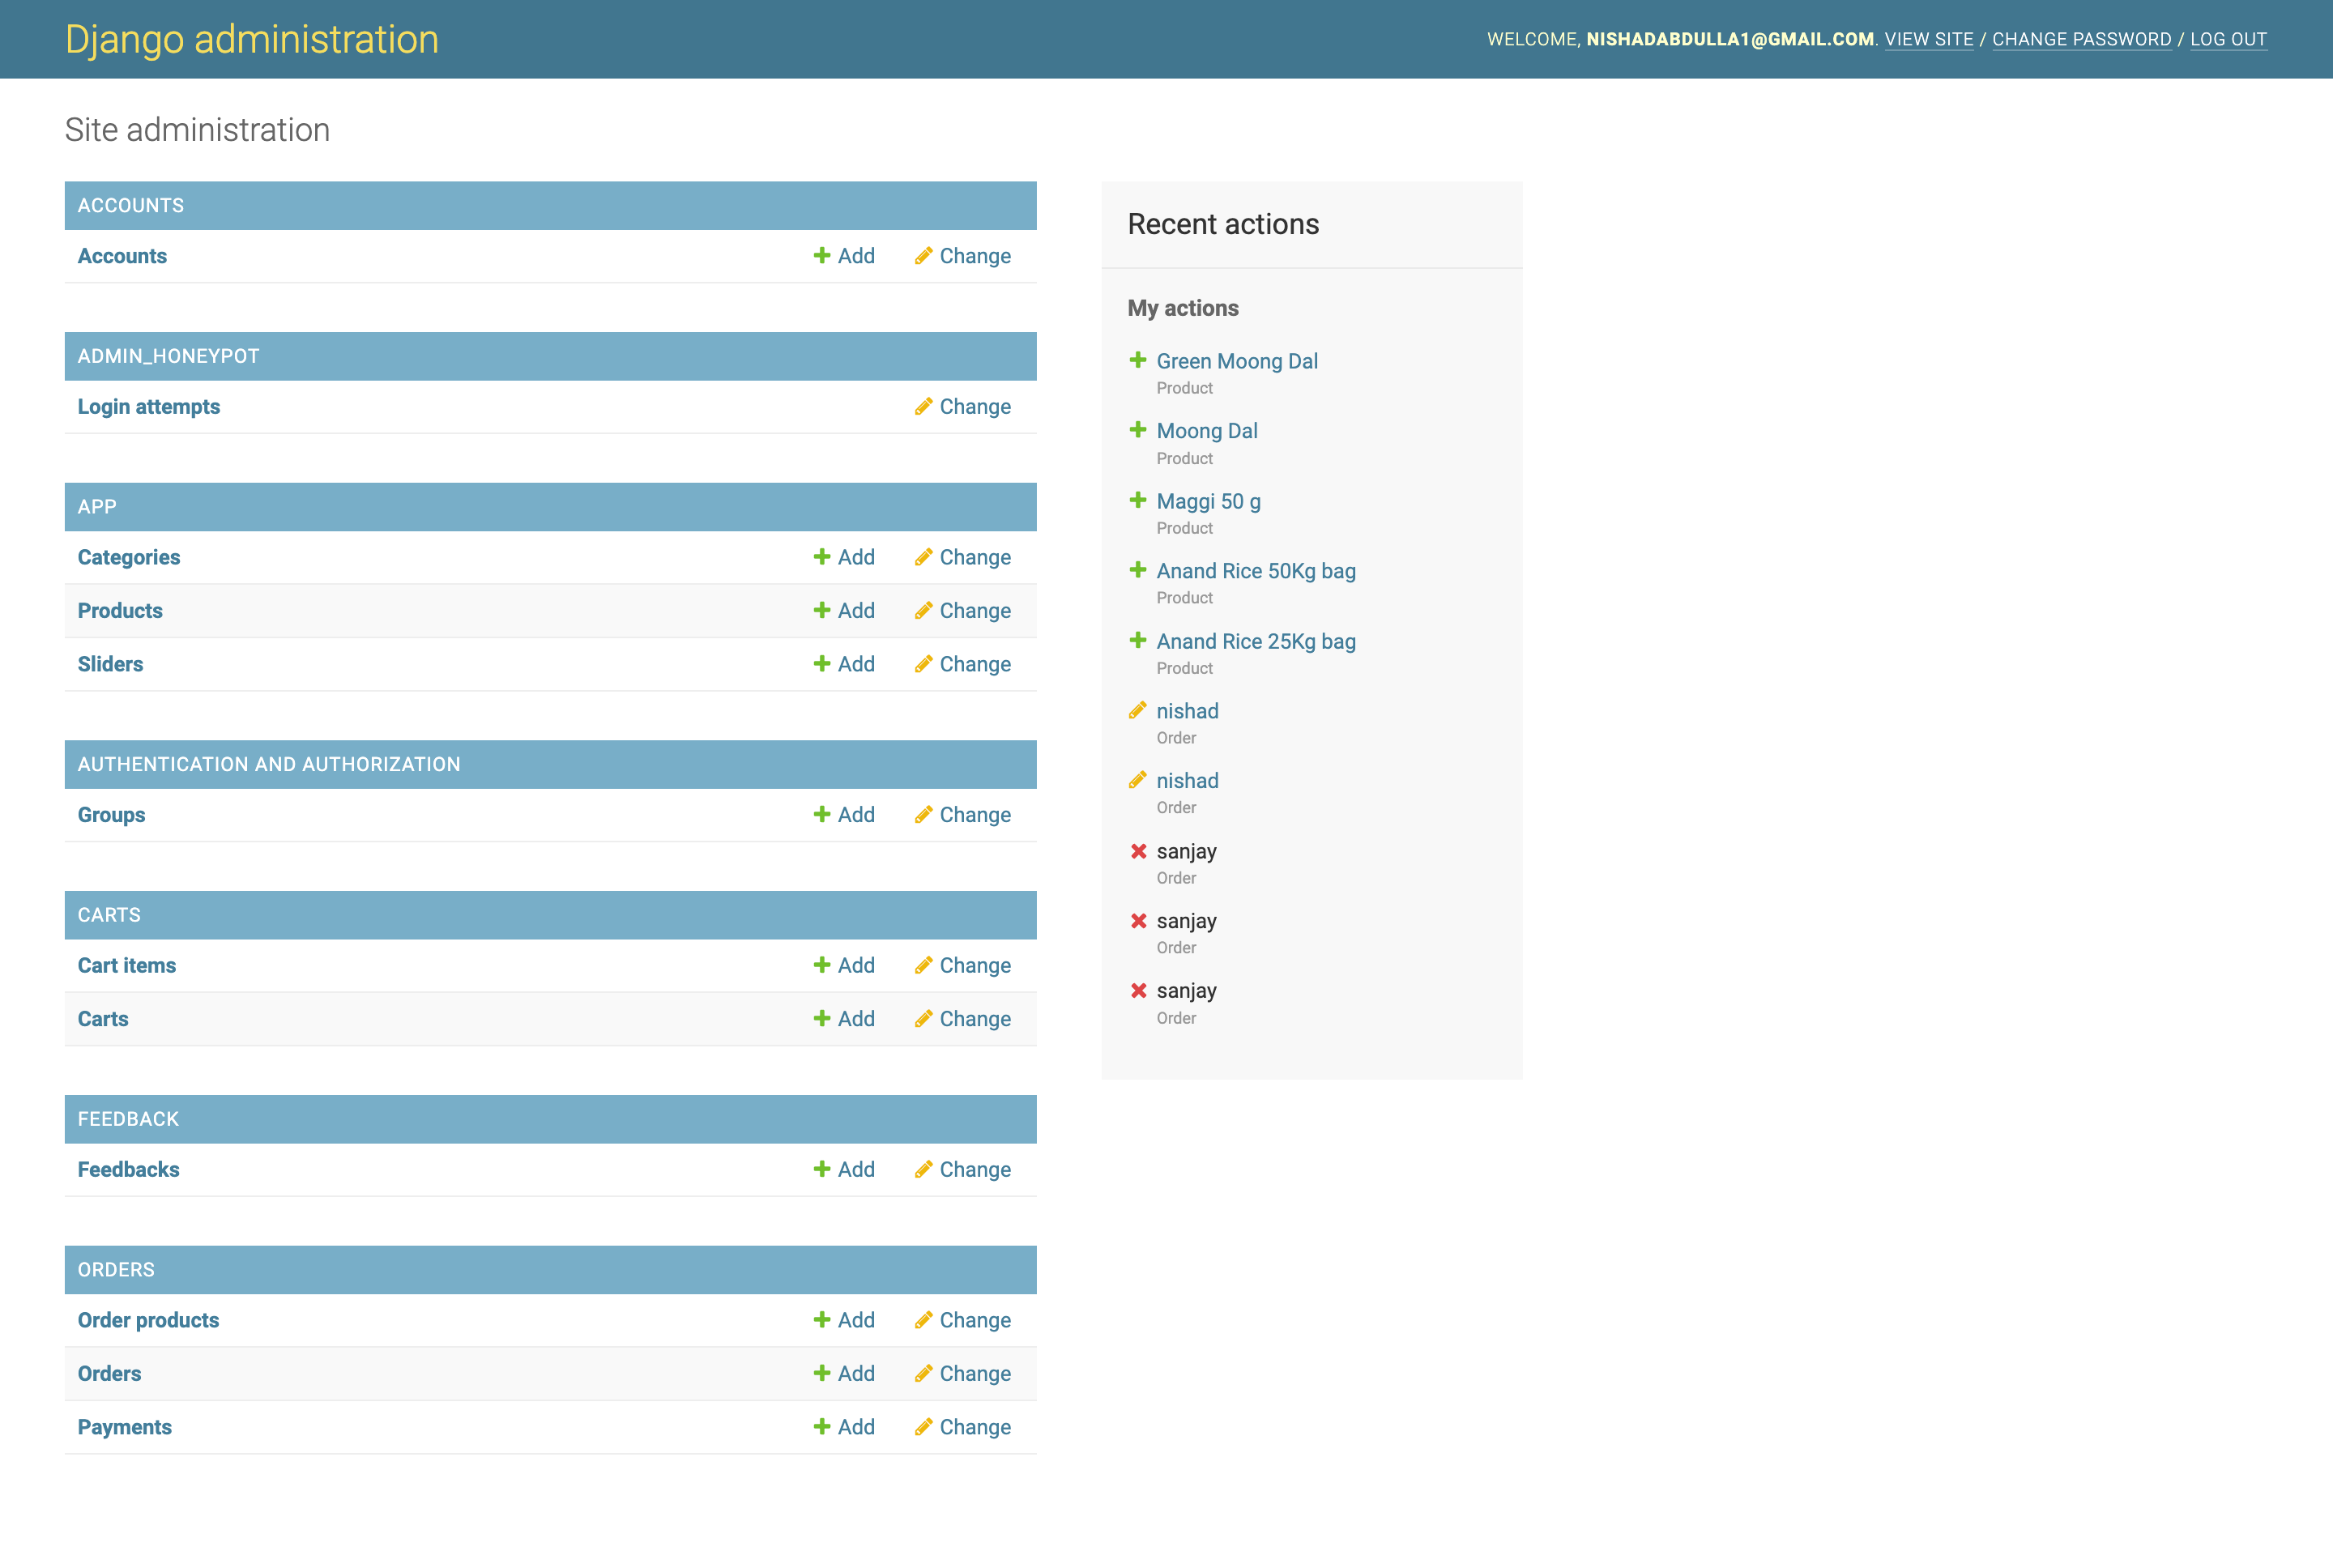 Django administration
WELCOME, NISHADABDULLA1@GMAIL.COM. VIEW SITE / CHANGE PASSWORD / LOG OUT
Site administration
ACCOUNTS
Accounts Add Change
ADMIN_HONEYPOT
Login attempts Change
APP
Categories Add Change
Products Add Change
Sliders Add Change
AUTHENTICATION AND AUTHORIZATION
Groups Add Change
CARTS
Cart items Add Change
Carts Add Change
FEEDBACK
Feedbacks Add Change
ORDERS
Order products Add Change
Orders Add Change
Payments Add Change
Recent actions
My actions
Green Moong Dal
Product
Moong Dal
Product
Maggi 50 g
Product
Anand Rice 50Kg bag
Product
Anand Rice 25Kg bag
Product
nishad
Order
nishad
Order
sanjay
Order
sanjay
Order
sanjay
Order